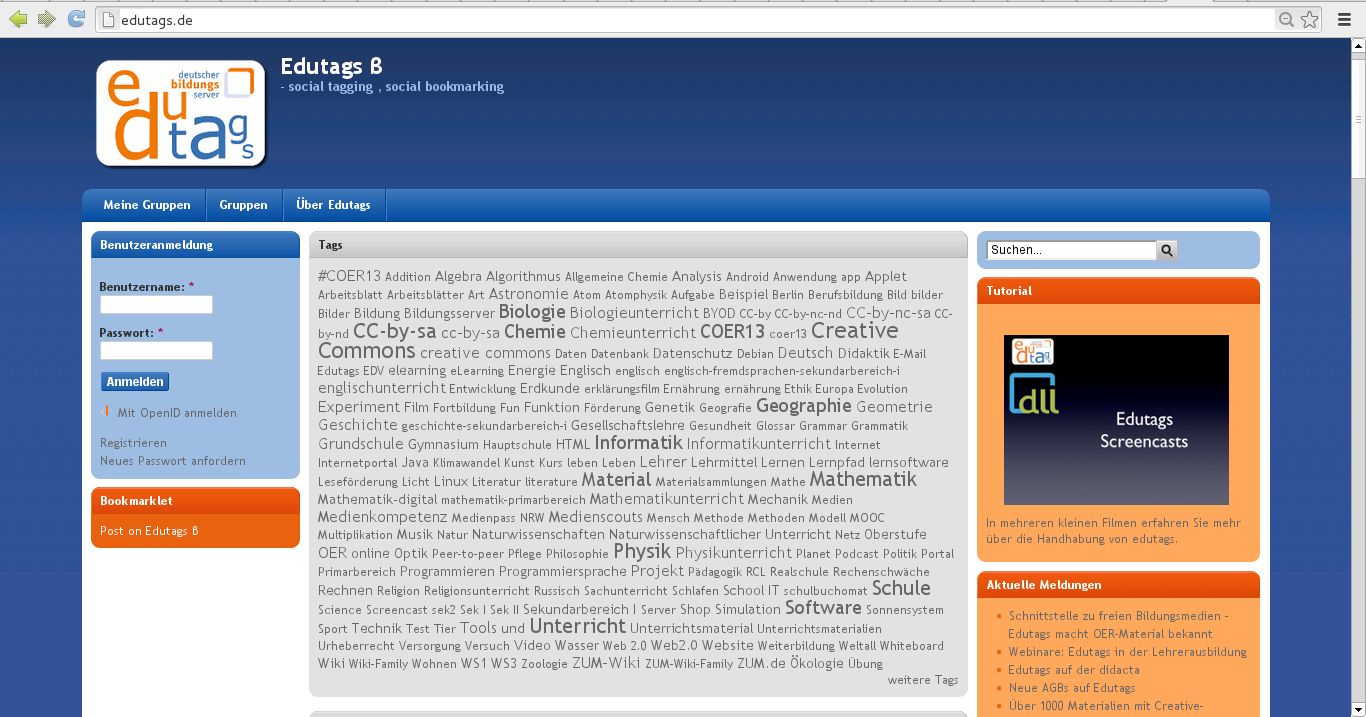 edutags.de
deutscher
bildungs
server
edutags
Edutags ß
- social tagging , social bookmarking
Meine Gruppen
Gruppen
Über Edutags
Benutzeranmeldung
Benutzername: *
Passwort: *
Anmelden
Mit OpenID anmelden
Registrieren
Neues Passwort anfordern
Bookmarklet
Post on Edutags ß
Tags
#COER13 Addition Algebra Algorithmus Allgemeine Chemie Analysis Android Anwendung app Applet
Arbeitsblatt Arbeitsblätter Art Astronomie Atom Atomphysik Aufgabe Beispiel Berlin Berufsbildung Bild bilder
Bilder Bildung Bildungsserver Biologie Biologieunterricht BYOD CC-by CC-by-nc-nd CC-by-nc-sa CC-
by-nd CC-by-sa cc-by-sa Chemie Chemieunterricht COER13 coer13 Creative
Commons creative commons Daten Datenbank Datenschutz Debian Deutsch Didaktik E-Mail
Edutags EDV elearning eLearning Energie Englisch englisch englisch-fremdsprachen-sekundarbereich-i
englischunterricht Entwicklung Erdkunde erklärungsfilm Ernährung ernährung Ethik Europa Evolution
Experiment Film Fortbildung Fun Funktion Förderung Genetik Geografie Geographie Geometrie
Geschichte geschichte-sekundarbereich-i Gesellschaftslehre Gesundheit Glossar Grammar Grammatik
Grundschule Gymnasium Hauptschule HTML Informatik Informatikunterricht Internet
Internetportal Java Klimawandel Kunst Kurs leben Leben Lehrer Lehrmittel Lernen Lernpfad lernsoftware
Leseförderung Licht Linux Literatur literature Material Materialsammlungen Mathe Mathematik
Mathematik-digital mathematik-primarbereich Mathematikunterricht Mechanik Medien
Medienkompetenz Medienpass NRW Medienscouts Mensch Methode Methoden Modell MOOC
Multiplikation Musik Natur Naturwissenschaften Naturwissenschaftlicher Unterricht Netz Oberstufe
OER online Optik Peer-to-peer Pflege Philosophie Physik Physikunterricht Planet Podcast Politik Portal
Primarbereich Programmieren Programmiersprache Projekt Pädagogik RCL Realschule Rechenschwäche
Rechnen Religion Religionsunterricht Russisch Sachunterricht Schlafen School IT schulbuchomat Schule
Science Screencast sek2 Sek I Sek II Sekundarbereich I Server Shop Simulation Software Sonnensystem
Sport Technik Test Tier Tools und Unterricht Unterrichtsmaterial Unterrichtsmaterialien
Urheberrecht Versorgung Versuch Video Wasser Web 2.0 Web2.0 Website Weiterbildung Weltall Whiteboard
Wiki Wiki-Family Wohnen WS1 WS3 Zoologie ZUM-Wiki ZUM-Wiki-Family ZUM.de Ökologie Übung
weitere Tags
Suchen...
Tutorial
edutags
dll
Edutags
Screencasts
In mehreren kleinen Filmen erfahren Sie mehr
über die Handhabung von edutags.
Aktuelle Meldungen
Schnittstelle zu freien Bildungsmedien -
Edutags macht OER-Material bekannt
Webinare: Edutags in der Lehrerausbildung
Edutags auf der didacta
Neue AGBs auf Edutags
Über 1000 Materialien mit Creative-